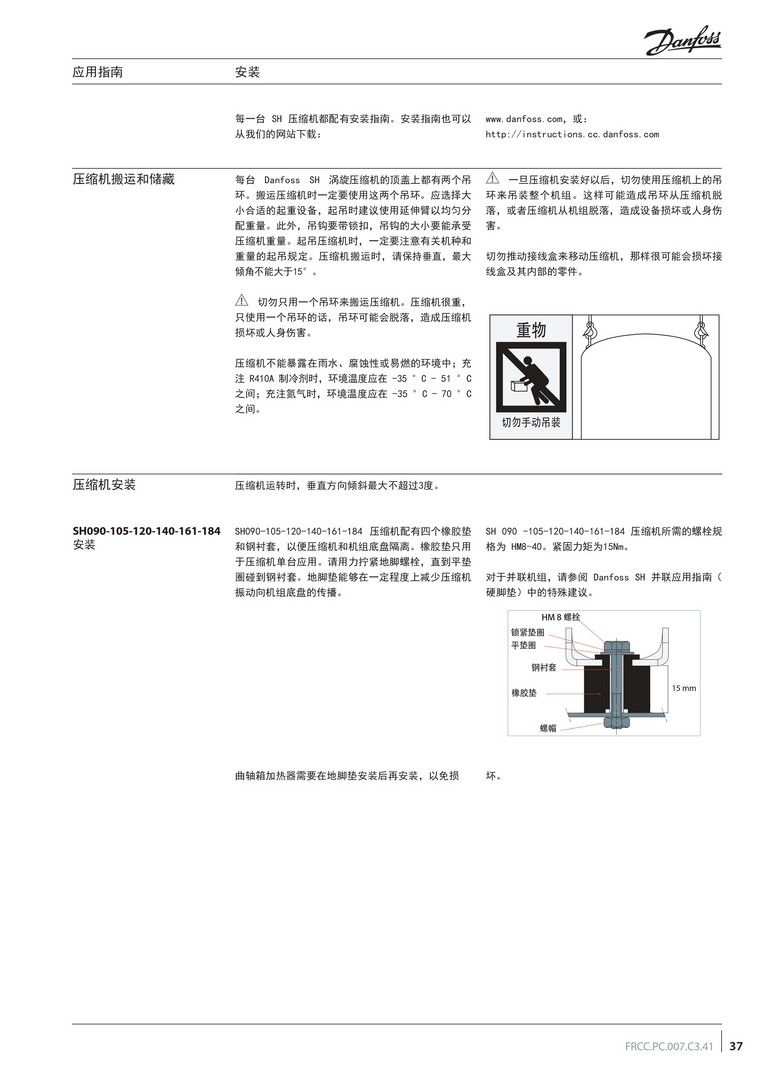 Danfoss
应用指南
安装
每一台 SH 压缩机都配有安装指南。安装指南也可以
从我们的网站下载:
www.danfoss.com, 或:
http://instructions.cc.danfoss.com
压缩机搬运和储藏
每台 Danfoss SH 涡旋压缩机的顶盖上都有两个吊
环。搬运压缩机时一定要使用这两个吊环。应选择大
小合适的起重设备, 起吊时建议使用延伸臂以均匀分
配重量。此外, 吊钩要带锁扣, 吊钩的大小要能承受
压缩机重量。起吊压缩机时, 一定要注意有关机种和
重量的起吊规定。压缩机搬运时, 请保持垂直, 最大
倾角不能大于15°。
切勿只用一个吊环来搬运压缩机。压缩机很重,
只使用一个吊环的话, 吊环可能会脱落, 造成压缩机
损坏或人身伤害。
压缩机不能暴露在雨水、腐蚀性或易燃的环境中; 充
注 R410A 制冷剂时, 环境温度应在 -35 °C - 51 °C
之间; 充注氮气时, 环境温度应在 -35 °C - 70 °C
之间。
一旦压缩机安装好以后, 切勿使用压缩机上的吊
环来吊装整个机组。这样可能造成吊环从压缩机脱
落, 或者压缩机从机组脱落, 造成设备损坏或人身伤
害。
切勿推动接线盒来移动压缩机, 那样很可能会损坏接
线盒及其内部的零件。
重物
切勿手动吊装
压缩机安装
压缩机运转时, 垂直方向倾斜最大不超过3度。
SH090-105-120-140-161-184
安装
SH090-105-120-140-161-184 压缩机配有四个橡胶垫
和钢衬套, 以便压缩机和机组底盘隔离。橡胶垫只用
于压缩机单台应用。请用力拧紧地脚螺栓, 直到平垫
圈碰到钢衬套。地脚垫能够在一定程度上减少压缩机
振动向机组底盘的传播。
SH 090 -105-120-140-161-184 压缩机所需的螺栓规
格为 HM8-40。紧固力矩为15Nm。
对于并联机组, 请参阅 Danfoss SH 并联应用指南 (
硬脚垫) 中的特殊建议。
HM 8 螺栓
锁紧垫圈
平垫圈
钢衬套
橡胶垫
15 mm
螺帽
曲轴箱加热器需要在地脚垫安装后再安装, 以免损
坏。
FRCC.PC.007.C3.41 37